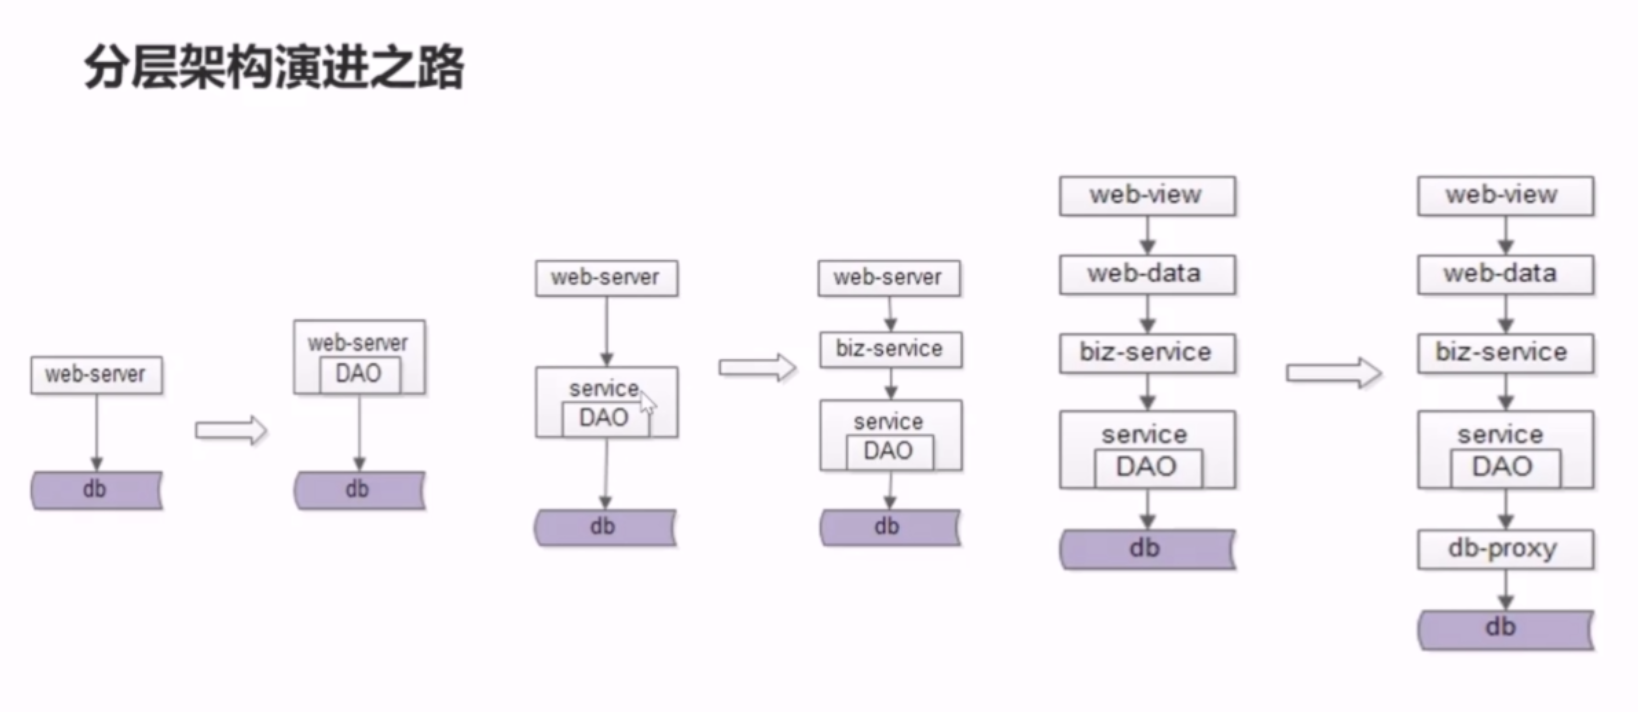 分层架构演进之路
web-server
db
web-server
DAO
db
web-server
service
DAO
db
web-server
biz-service
service
DAO
db
web-view
web-data
biz-service
service
DAO
db
web-view
web-data
biz-service
service
DAO
db-proxy
db